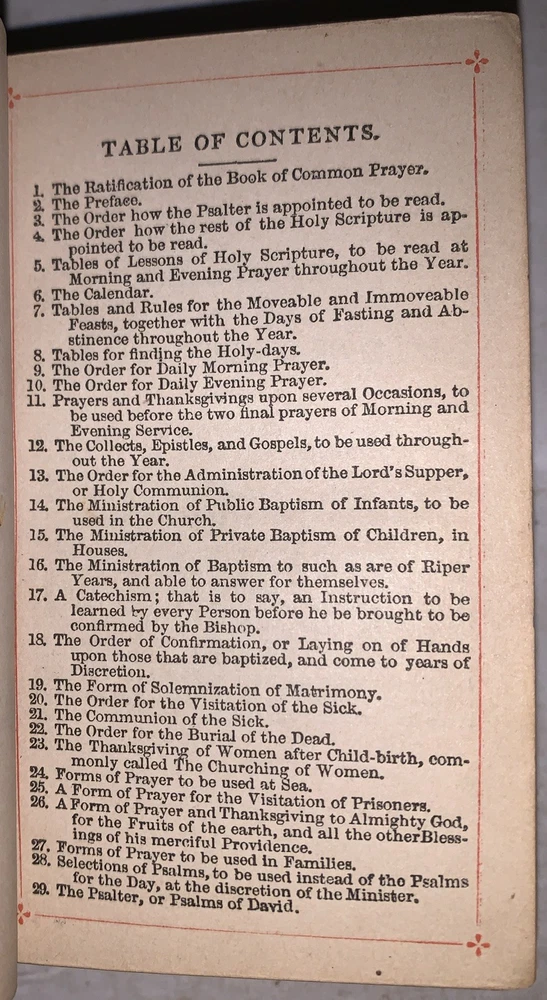 TABLE OF CONTENTS.
1. The Ratification of the Book of Common Prayer.
2. The Preface.
3. The Order how the Psalter is appointed to be read.
4. The Order how the rest of the Holy Scripture is ap-
pointed to be read.
5. Tables of Lessons of Holy Scripture, to be read at
Morning and Evening Prayer throughout the Year.
6. The Calendar.
7. Tables and Rules for the Moveable and Immoveable
Feasts, together with the Days of Fasting and Ab-
stinence throughout the Year.
8. Tables for finding the Holy-days.
9. The Order for Daily Morning Prayer.
10. The Order for Daily Evening Prayer.
11. Prayers and Thanksgivings upon several Occasions, to
be used before the two final prayers of Morning and
Evening Service.
12. The Collects, Epistles, and Gospels, to be used through-
out the Year.
13. The Order for the Administration of the Lord's Supper,
or Holy Communion.
14. The Ministration of Public Baptism of Infants, to be
used in the Church.
15. The Ministration of Private Baptism of Children, in
Houses.
16. The Ministration of Baptism to such as are of Riper
Years, and able to answer for themselves.
17. A Catechism; that is to say, an Instruction to be
learned by every Person before he be brought to be
confirmed by the Bishop.
18. The Order of Confirmation, or Laying on of Hands
upon those that are baptized, and come to years of
Discretion.
19. The Form of Solemnization of Matrimony.
20. The Order for the Visitation of the Sick.
21. The Communion of the Sick.
22. The Order for the Burial of the Dead.
23. The Thanksgiving of Women after Child-birth, com-
monly called The Churching of Women.
24. Forms of Prayer to be used at Sea.
25. A Form of Prayer for the Visitation of Prisoners.
26. A Form of Prayer and Thanksgiving to Almighty God,
for the Fruits of the earth, and all the other Bless-
ings of his merciful Providence.
27. Forms of Prayer to be used in Families.
28. Selections of Psalms, to be used instead of the Psalms
for the Day, at the discretion of the Minister.
29. The Psalter, or Psalms of David.